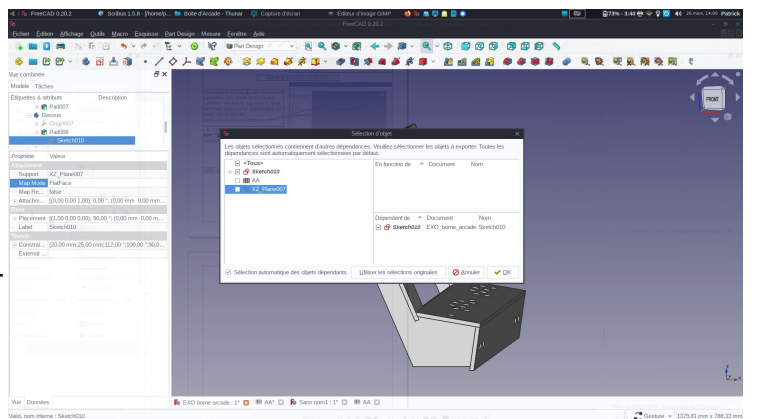 FreeCAD 0.20.2
Scribus 1.5.8 - [/home/p...
Boite d'Arcade - Thunar
Capture d'écran
Éditeur d'image GIMP
73% - 3:40
26 mars, 14:00 Patrick
FreeCAD 0.20.2
Fichier Édition Affichage Outils Macro Esquisse Part Design Mesure Fenêtre Aide
Part Design
Vue combinée
Modèle Tâches
Étiquettes & attributs Description
Pad007
Dessous
Origin007
Pad006
Sketch010
Propriété Valeur
Attachment
Support XZ_Plane007
Map Mode FlatFace
Map Re... false
Attachm... [(0,00 0,00 1,00); 0,00 °; (0,00 mm 0,00 mm...
Base
Placement [(1,00 0,00 0,00); 90,00 °; (0,00 mm 0,00 m...
Label Sketch010
Sketch
Constrai... [20,00 mm;25,00 mm;112,00 °;100,00 °;90,0...
External ...
Vue Données
Sélection d'objet
Les objets sélectionnés contiennent d'autres dépendances. Veuillez sélectionner les objets à exporter. Toutes les
dépendances sont automatiquement sélectionnées par défaut.
<Tous>
Sketch010
AA
XZ_Plane007
En fonction de Document Nom
Dépendant de Document Nom
Sketch010 EXO_borne_arcade Sketch010
Sélection automatique des objets dépendants
Utiliser les sélections originales
Annuler
OK
FRONT
EXO borne arcade : 1*
AA*
Sans nom1 : 1*
AA
Valid, nom interne : Sketch010
Gesture
1379,81 mm x 788,33 mm